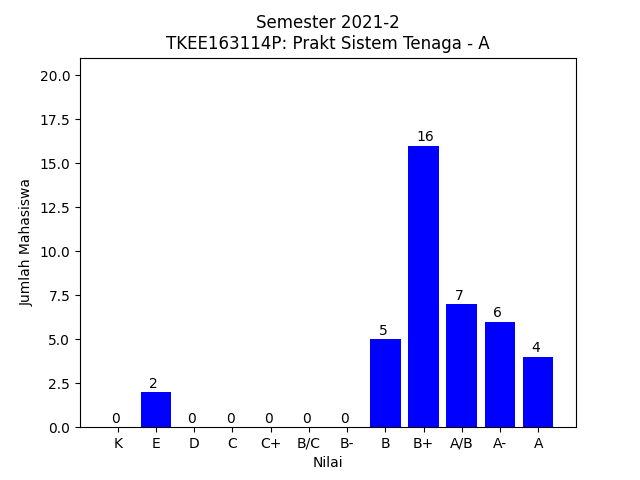 Semester 2021-2
TKEE163114P: Prakt Sistem Tenaga - A
20.0
17.5
15.0
12.5
10.0
7.5
5.0
2.5
0.0
Jumlah Mahasiswa
0 2 0 0 0 0 0 5 16 7 6 4
K E D C C+ B/C B- B B+ A/B A- A
Nilai